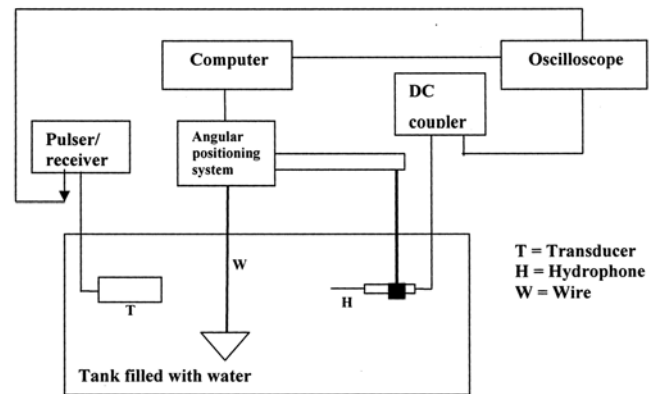 Computer
Oscilloscope
DC
coupler
Pulser/
receiver
Angular
positioning
system
W
T
H
T = Transducer
H = Hydrophone
W = Wire
Tank filled with water